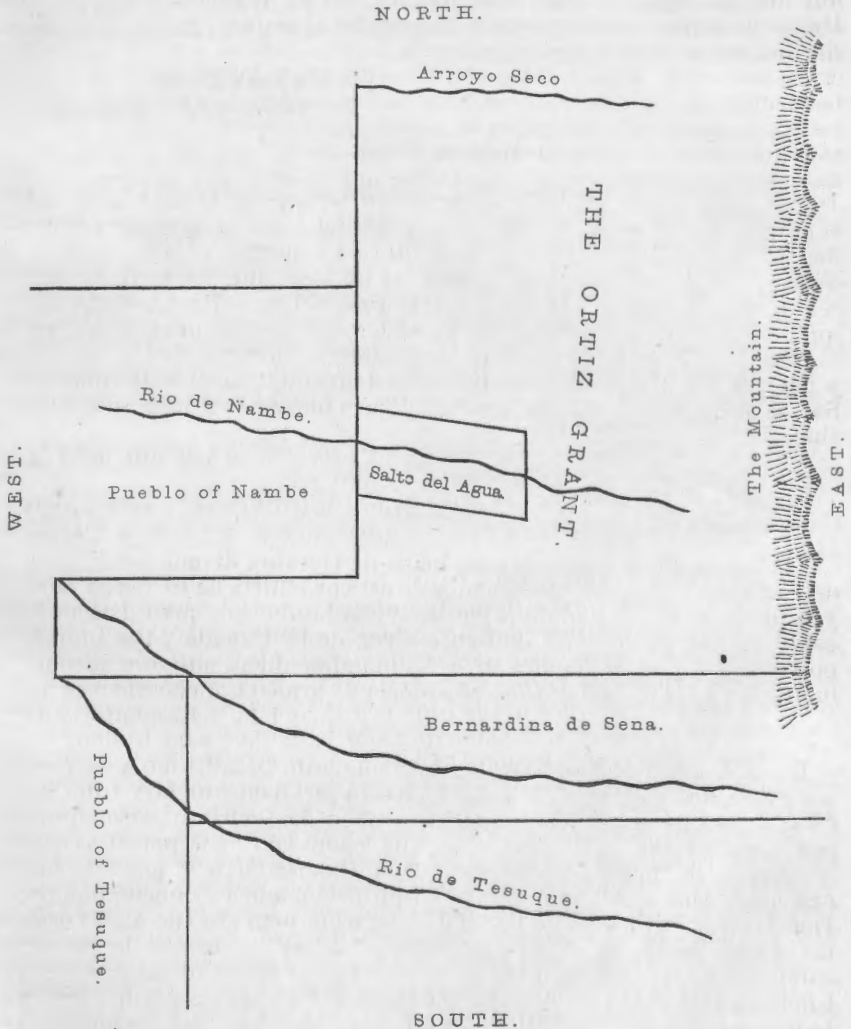 NORTH.
Arroyo Seco
THE ORTIZ GRANT
The Mountain.
Rio de Nambe.
WEST.
EAST.
Salto del Agua
Pueblo of Nambe
Bernardina de Sena.
Pueblo of Tesuque.
Rio de Tesuque.
SOUTH.